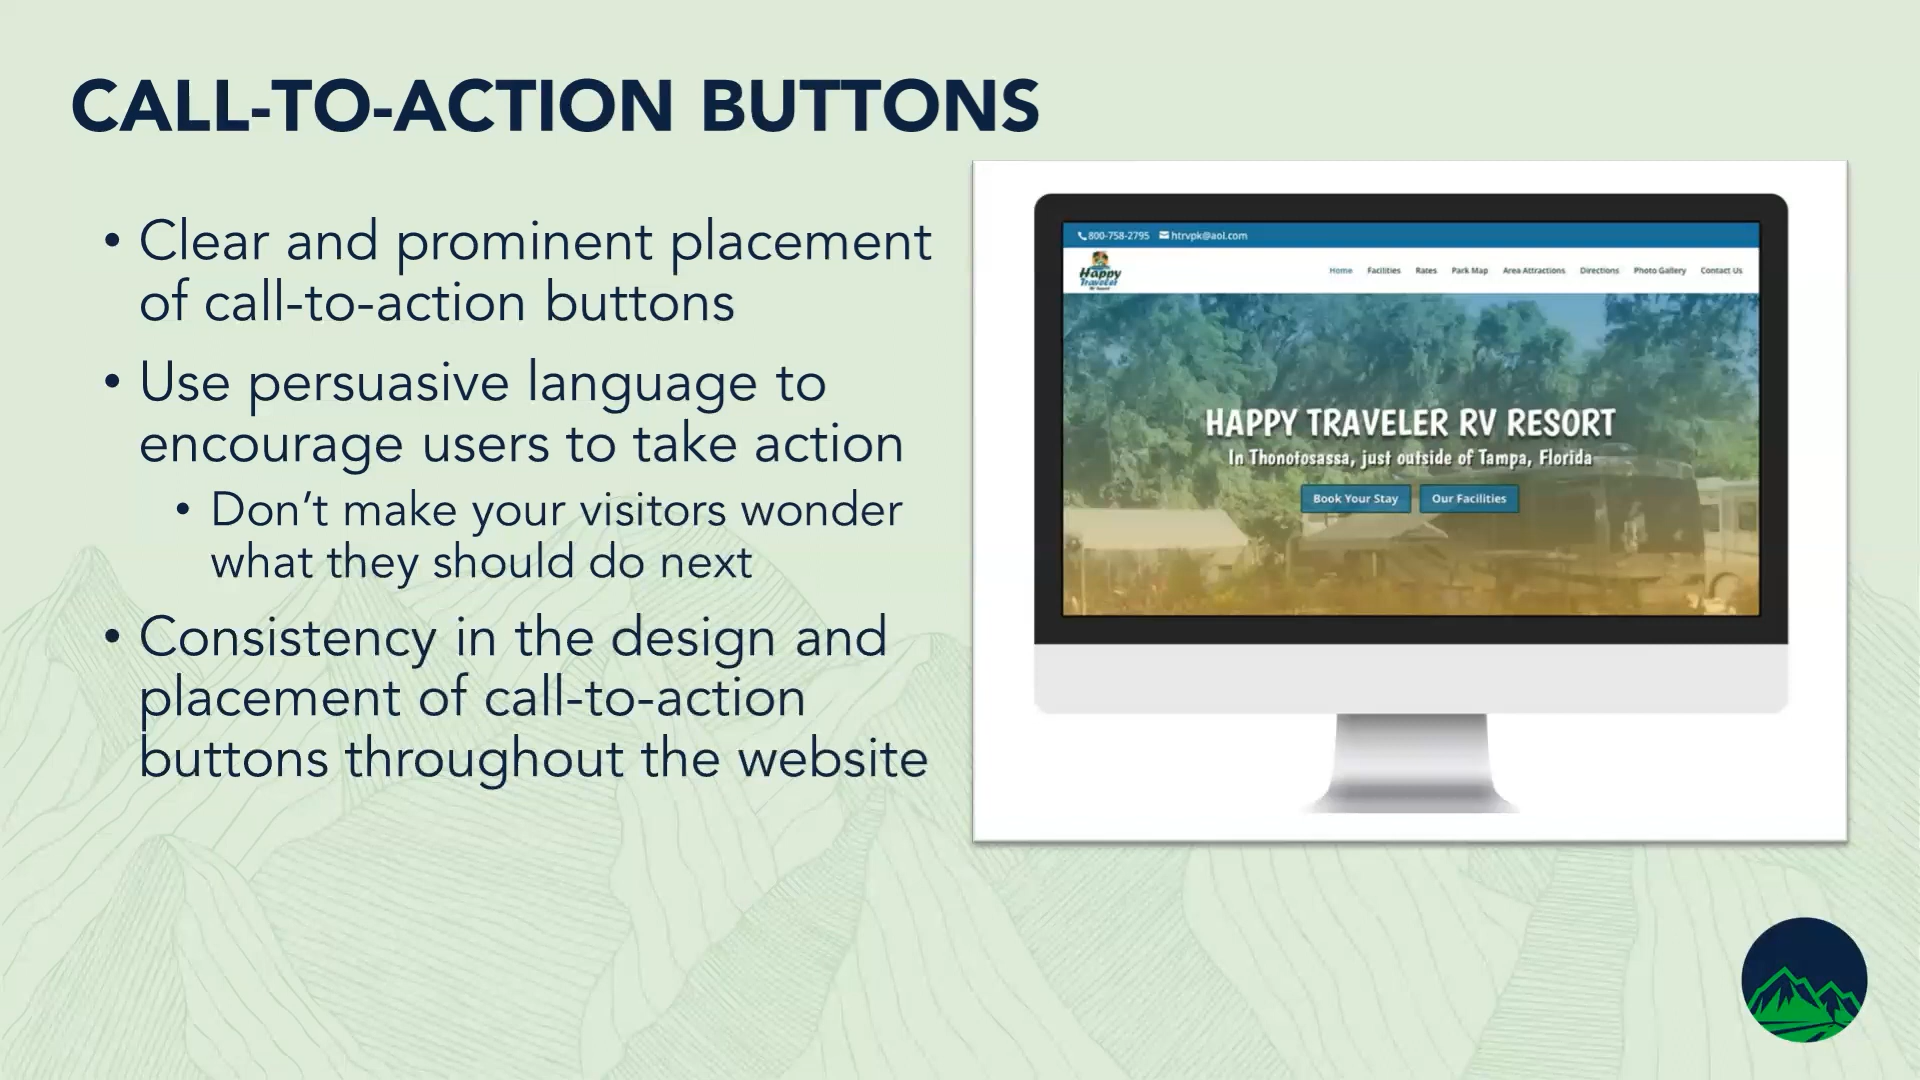 CALL-TO-ACTION BUTTONS
• Clear and prominent placement
of call-to-action buttons
• Use persuasive language to
encourage users to take action
• Don’t make your visitors wonder
what they should do next
• Consistency in the design and
placement of call-to-action
buttons throughout the website
800-758-2795 htrvpk@aol.com
Happy
Traveler
RV Resort
Home Facilities Rates Park Map Area Attractions Directions Photo Gallery Contact Us
HAPPY TRAVELER RV RESORT
In Thonotosassa, just outside of Tampa, Florida
Book Your Stay Our Facilities